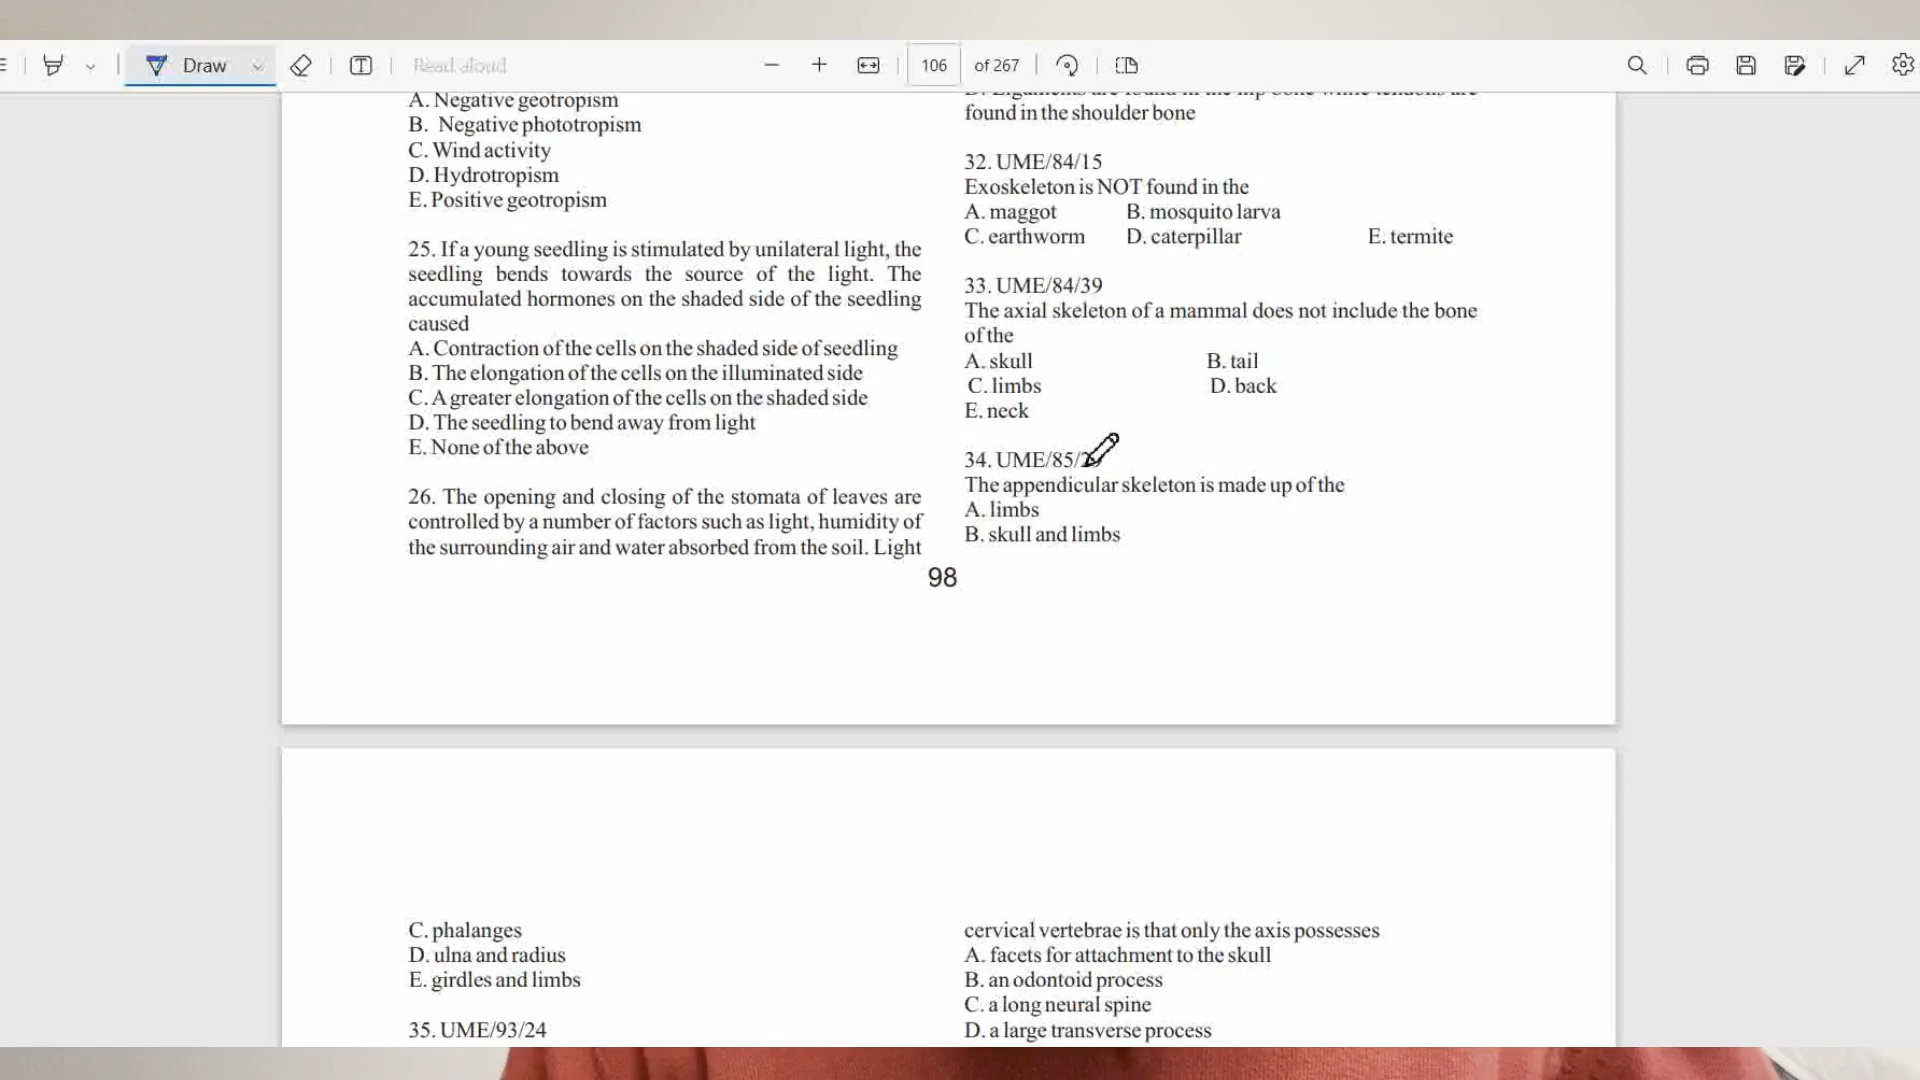 Draw
Read aloud
106 of 267
A. Negative geotropism
B. Negative phototropism
C. Wind activity
D. Hydrotropism
E. Positive geotropism
25. If a young seedling is stimulated by unilateral light, the
seedling bends towards the source of the light. The
accumulated hormones on the shaded side of the seedling
caused
A. Contraction of the cells on the shaded side of seedling
B. The elongation of the cells on the illuminated side
C. A greater elongation of the cells on the shaded side
D. The seedling to bend away from light
E. None of the above
26. The opening and closing of the stomata of leaves are
controlled by a number of factors such as light, humidity of
the surrounding air and water absorbed from the soil. Light
found in the shoulder bone
32. UME/84/15
Exoskeleton is NOT found in the
A. maggot B. mosquito larva
C. earthworm D. caterpillar E. termite
33. UME/84/39
The axial skeleton of a mammal does not include the bone
of the
A. skull B. tail
C. limbs D. back
E. neck
34. UME/85/
The appendicular skeleton is made up of the
A. limbs
B. skull and limbs
98
C. phalanges
D. ulna and radius
E. girdles and limbs
35. UME/93/24
cervical vertebrae is that only the axis possesses
A. facets for attachment to the skull
B. an odontoid process
C. a long neural spine
D. a large transverse process